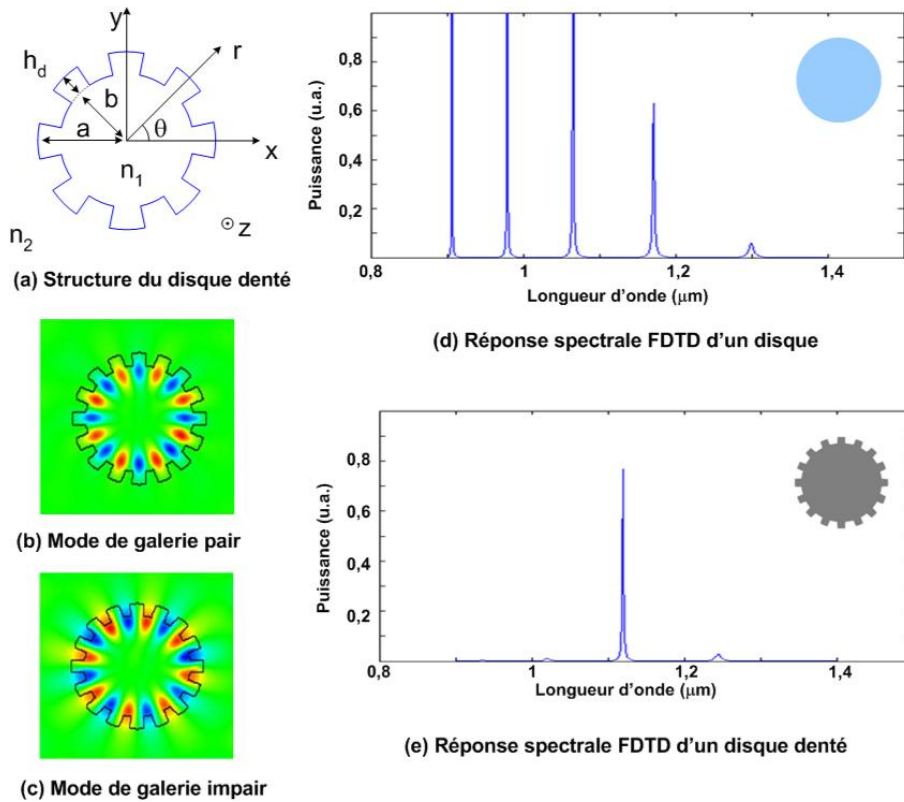 y
r
h_d
b
a
θ
x
n_1
z
n_2
(a) Structure du disque denté
(b) Mode de galerie pair
(c) Mode de galerie impair
Puissance (u.a.)
0,8
0,6
0,4
0,2
0,8 1 1,2 1,4
Longueur d'onde (μm)
(d) Réponse spectrale FDTD d'un disque
Puissance (u.a.)
0,8
0,6
0,4
0,2
0,8 1 1,2 1,4
Longueur d'onde (μm)
(e) Réponse spectrale FDTD d'un disque denté